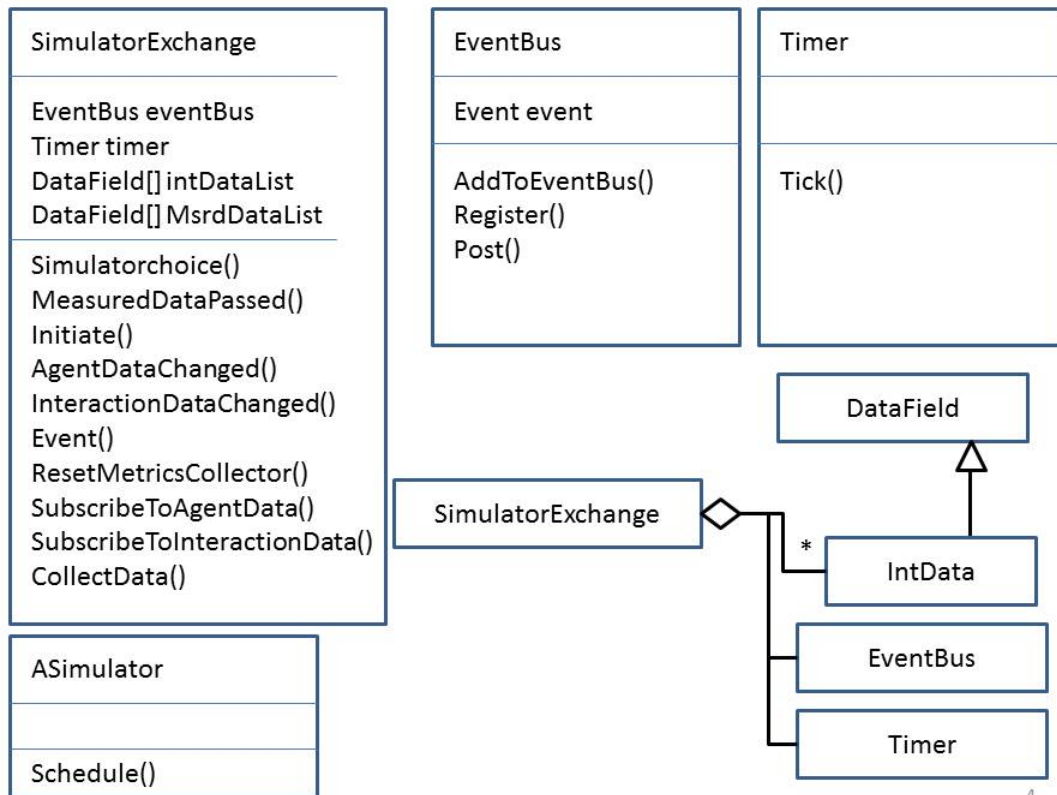 SimulatorExchange
EventBus eventBus
Timer timer
DataField[] intDataList
DataField[] MsrdDataList
Simulatorchoice()
MeasuredDataPassed()
Initiate()
AgentDataChanged()
InteractionDataChanged()
Event()
ResetMetricsCollector()
SubscribeToAgentData()
SubscribeToInteractionData()
CollectData()
EventBus
Event event
AddToEventBus()
Register()
Post()
Timer
Tick()
DataField
SimulatorExchange
*
IntData
EventBus
Timer
ASimulator
Schedule()